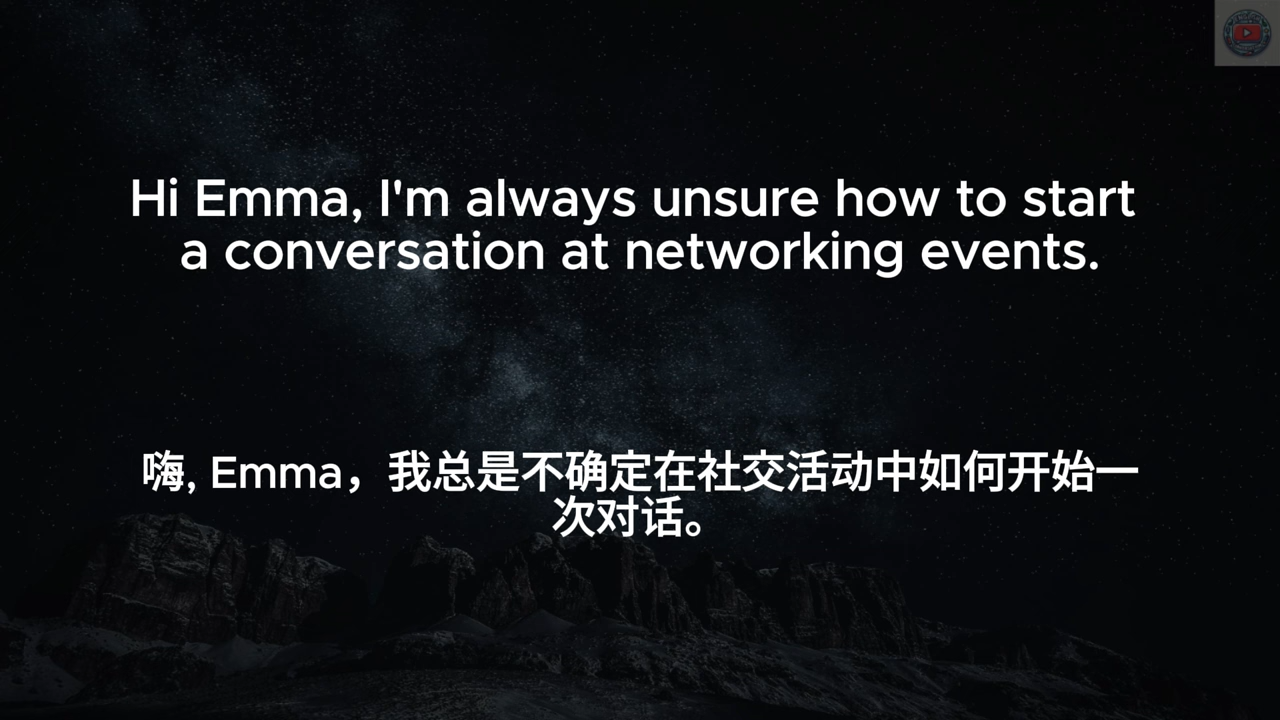 Hi Emma, I'm always unsure how to start
a conversation at networking events.
嗨, Emma，我总是不确定在社交活动中如何开始一
次对话。